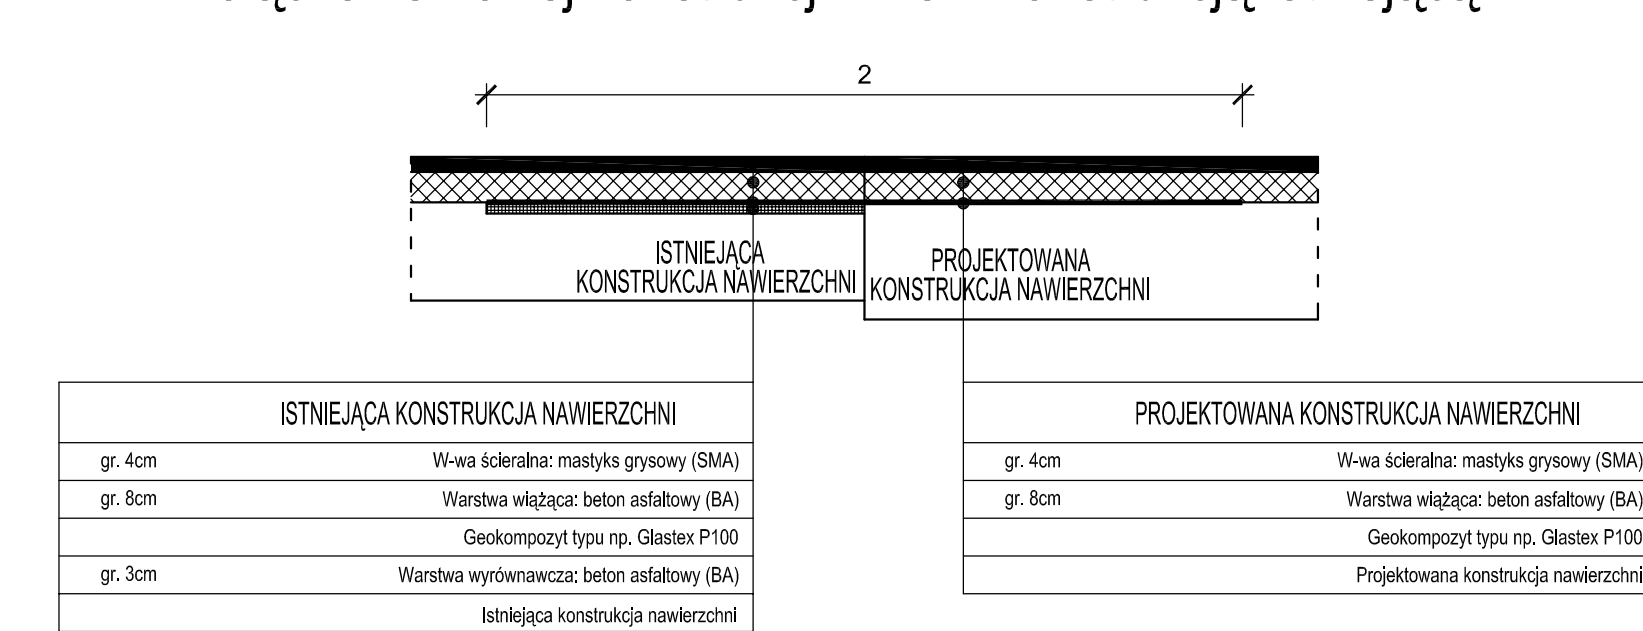 2
ISTNIEJĄCA
KONSTRUKCJA NAWIERZCHNI
PROJEKTOWANA
KONSTRUKCJA NAWIERZCHNI
ISTNIEJĄCA KONSTRUKCJA NAWIERZCHNI
gr. 4cm W-wa ścieralna: mastyks grysowy (SMA)
gr. 8cm Warstwa wiążąca: beton asfaltowy (BA)
Geokompozyt typu np. Glastex P100
gr. 3cm Warstwa wyrównawcza: beton asfaltowy (BA)
Istniejąca konstrukcja nawierzchni
PROJEKTOWANA KONSTRUKCJA NAWIERZCHNI
gr. 4cm W-wa ścieralna: mastyks grysowy (SMA)
gr. 8cm Warstwa wiążąca: beton asfaltowy (BA)
Geokompozyt typu np. Glastex P100
Projektowana konstrukcja nawierzchni